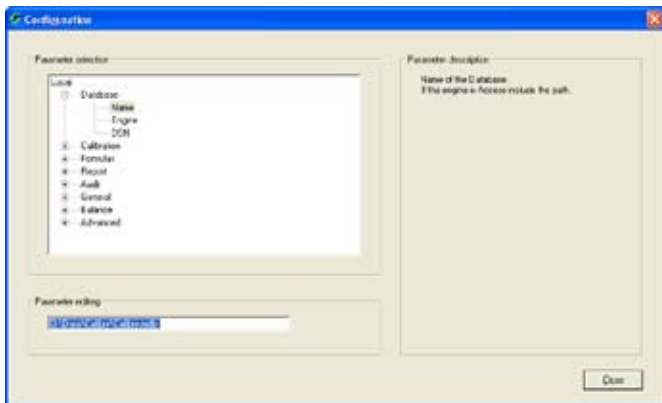 Configuration
Parameter selection
Local
Database
Name
Engine
DSN
Calibration
Formulas
Report
Audit
General
Balance
Advanced
Parameter description
Name of the Database
If the engine is Access include the path.
Parameter editing
Close